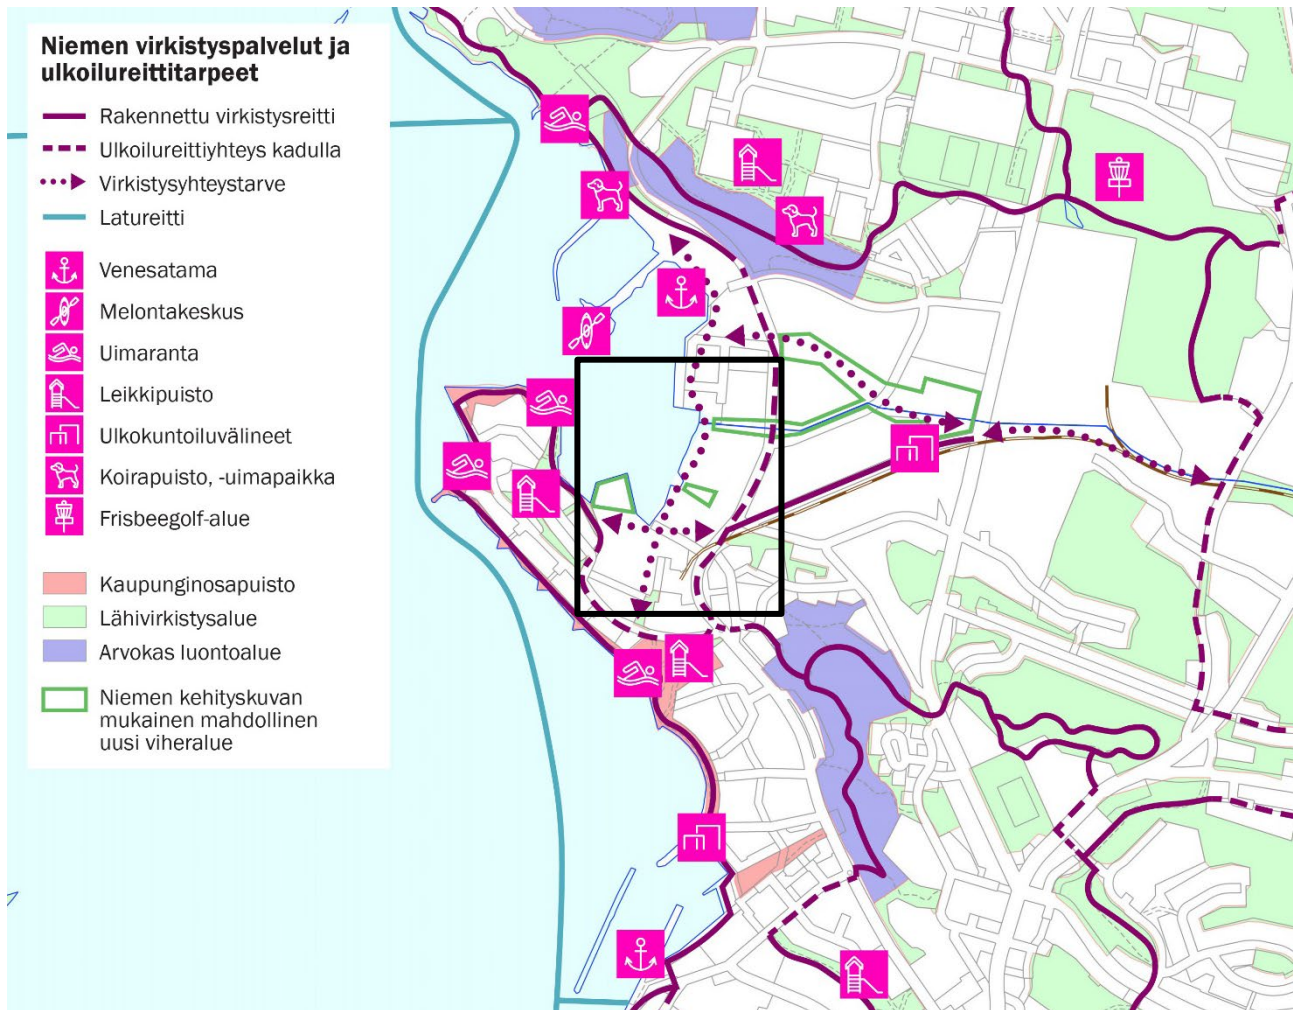 Niemen virkistyspalvelut ja
ulkoilureittitarpeet
Rakennettu virkistysreitti
Ulkoilureittiyhteys kadulla
Virkistysyhteystarve
Latureitti
Venesatama
Melontakeskus
Uimaranta
Leikkipuisto
Ulkokuntoiluvälineet
Koirapuisto, -uimapaikka
Frisbeegolf-alue
Kaupunginosapuisto
Lähivirkistysalue
Arvokas luontoalue
Niemen kehityskuvan
mukainen mahdollinen
uusi viheralue